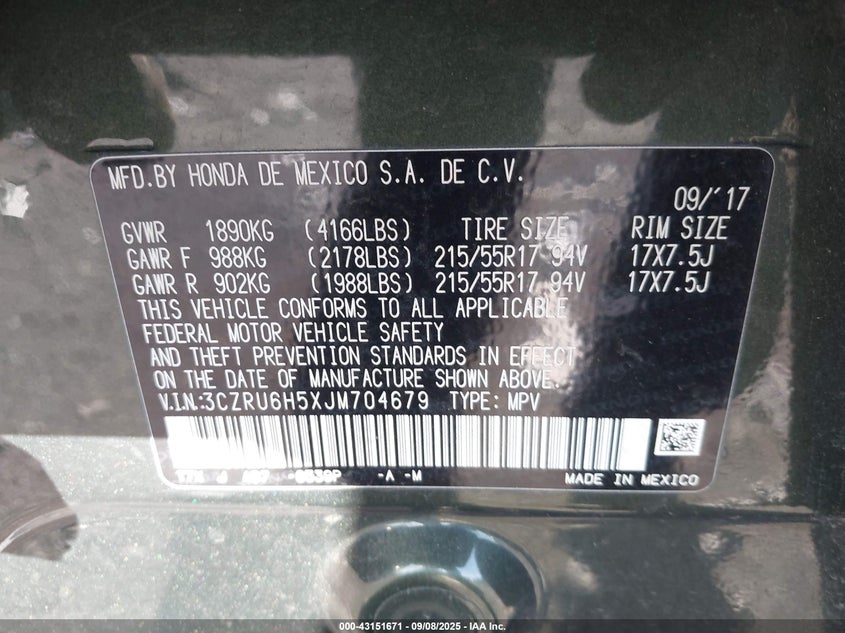 MFD.BY HONDA DE MEXICO S.A. DE C.V.
09/'17
GVWR 1890KG (4166LBS) TIRE SIZE RIM SIZE
GAWR F 988KG (2178LBS) 215/55R17 94V 17X7.5J
GAWR R 902KG (1988LBS) 215/55R17 94V 17X7.5J
THIS VEHICLE CONFORMS TO ALL APPLICABLE
FEDERAL MOTOR VEHICLE SAFETY
AND THEFT PREVENTION STANDARDS IN EFFECT
ON THE DATE OF MANUFACTURE SHOWN ABOVE.
V.I.N.:3CZRU6H5XJM704679 TYPE: MPV
-A -M MADE IN MEXICO
000-43151671 - 09/08/2025 - IAA Inc.